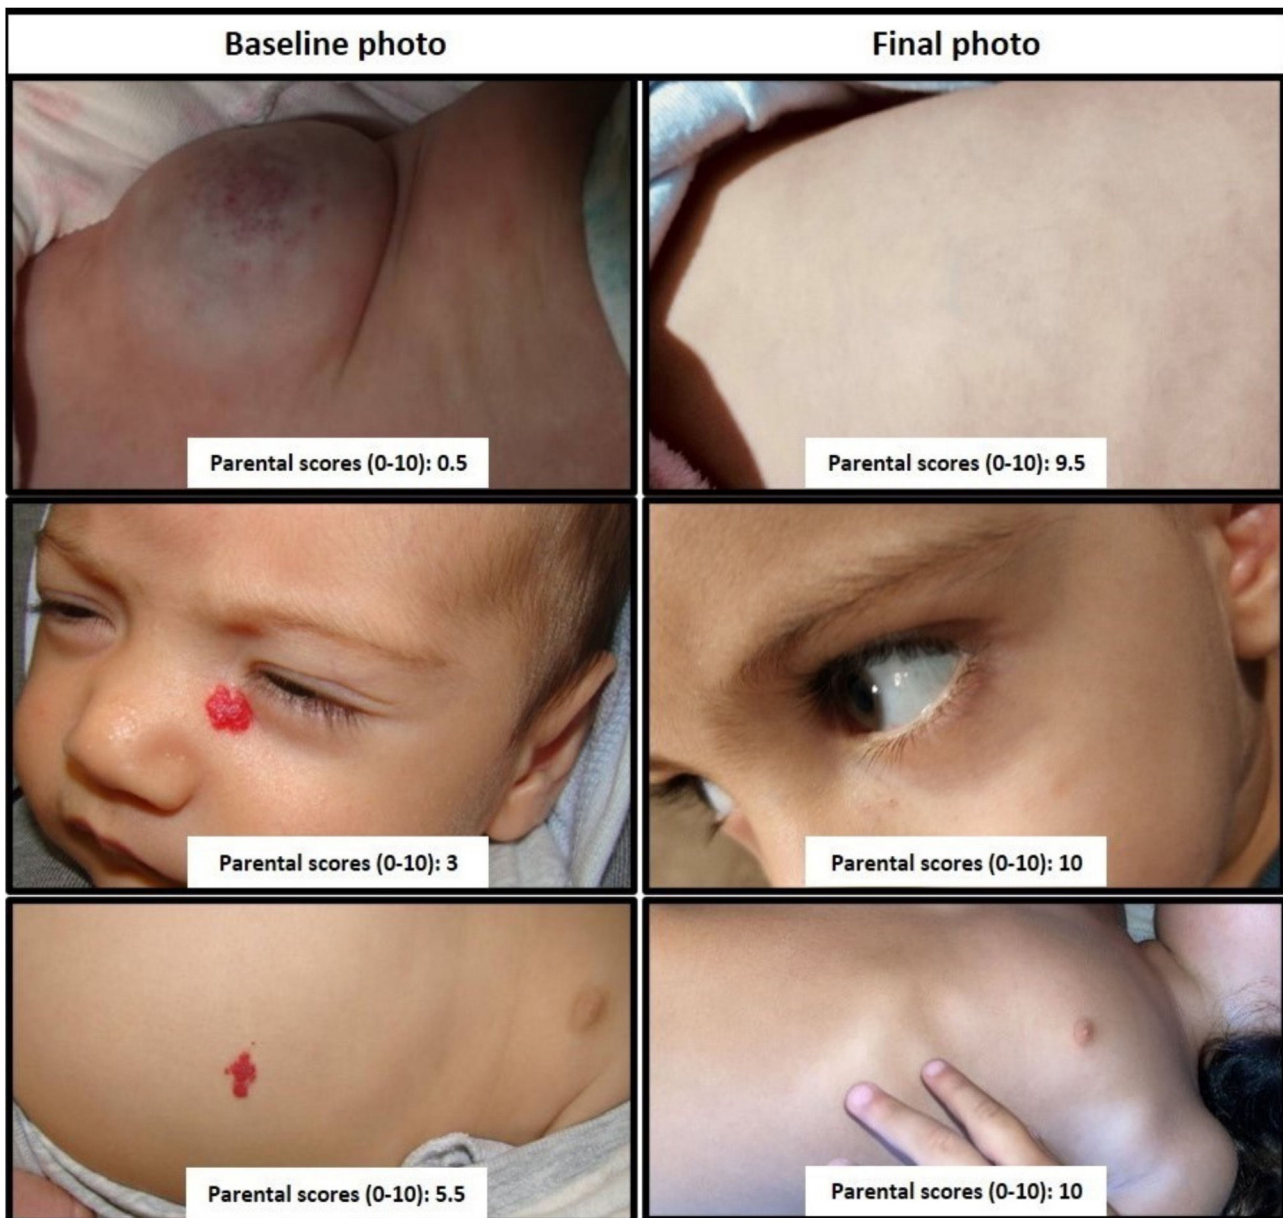 Baseline photo
Final photo
Parental scores (0-10): 0.5
Parental scores (0-10): 9.5
Parental scores (0-10): 3
Parental scores (0-10): 10
Parental scores (0-10): 5.5
Parental scores (0-10): 10